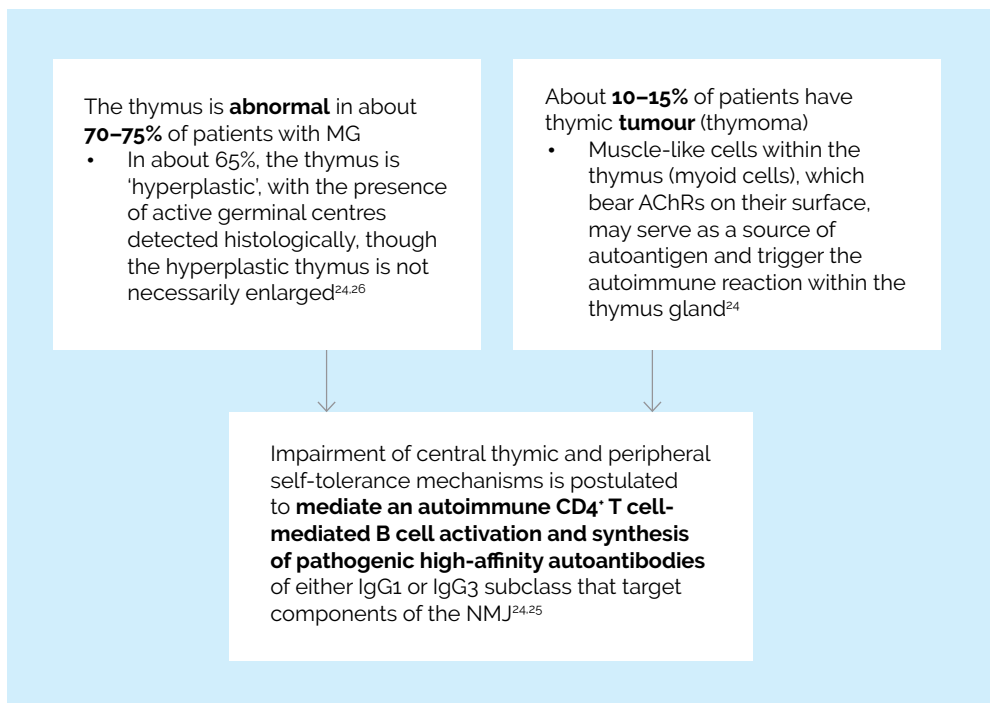 The thymus is abnormal in about
70–75% of patients with MG
• In about 65%, the thymus is
'hyperplastic', with the presence
of active germinal centres
detected histologically, though
the hyperplastic thymus is not
necessarily enlarged24,26
About 10–15% of patients have
thymic tumour (thymoma)
• Muscle-like cells within the
thymus (myoid cells), which
bear AChRs on their surface,
may serve as a source of
autoantigen and trigger the
autoimmune reaction within the
thymus gland24
Impairment of central thymic and peripheral
self-tolerance mechanisms is postulated
to mediate an autoimmune CD4+ T cell-
mediated B cell activation and synthesis
of pathogenic high-affinity autoantibodies
of either IgG1 or IgG3 subclass that target
components of the NMJ24,25